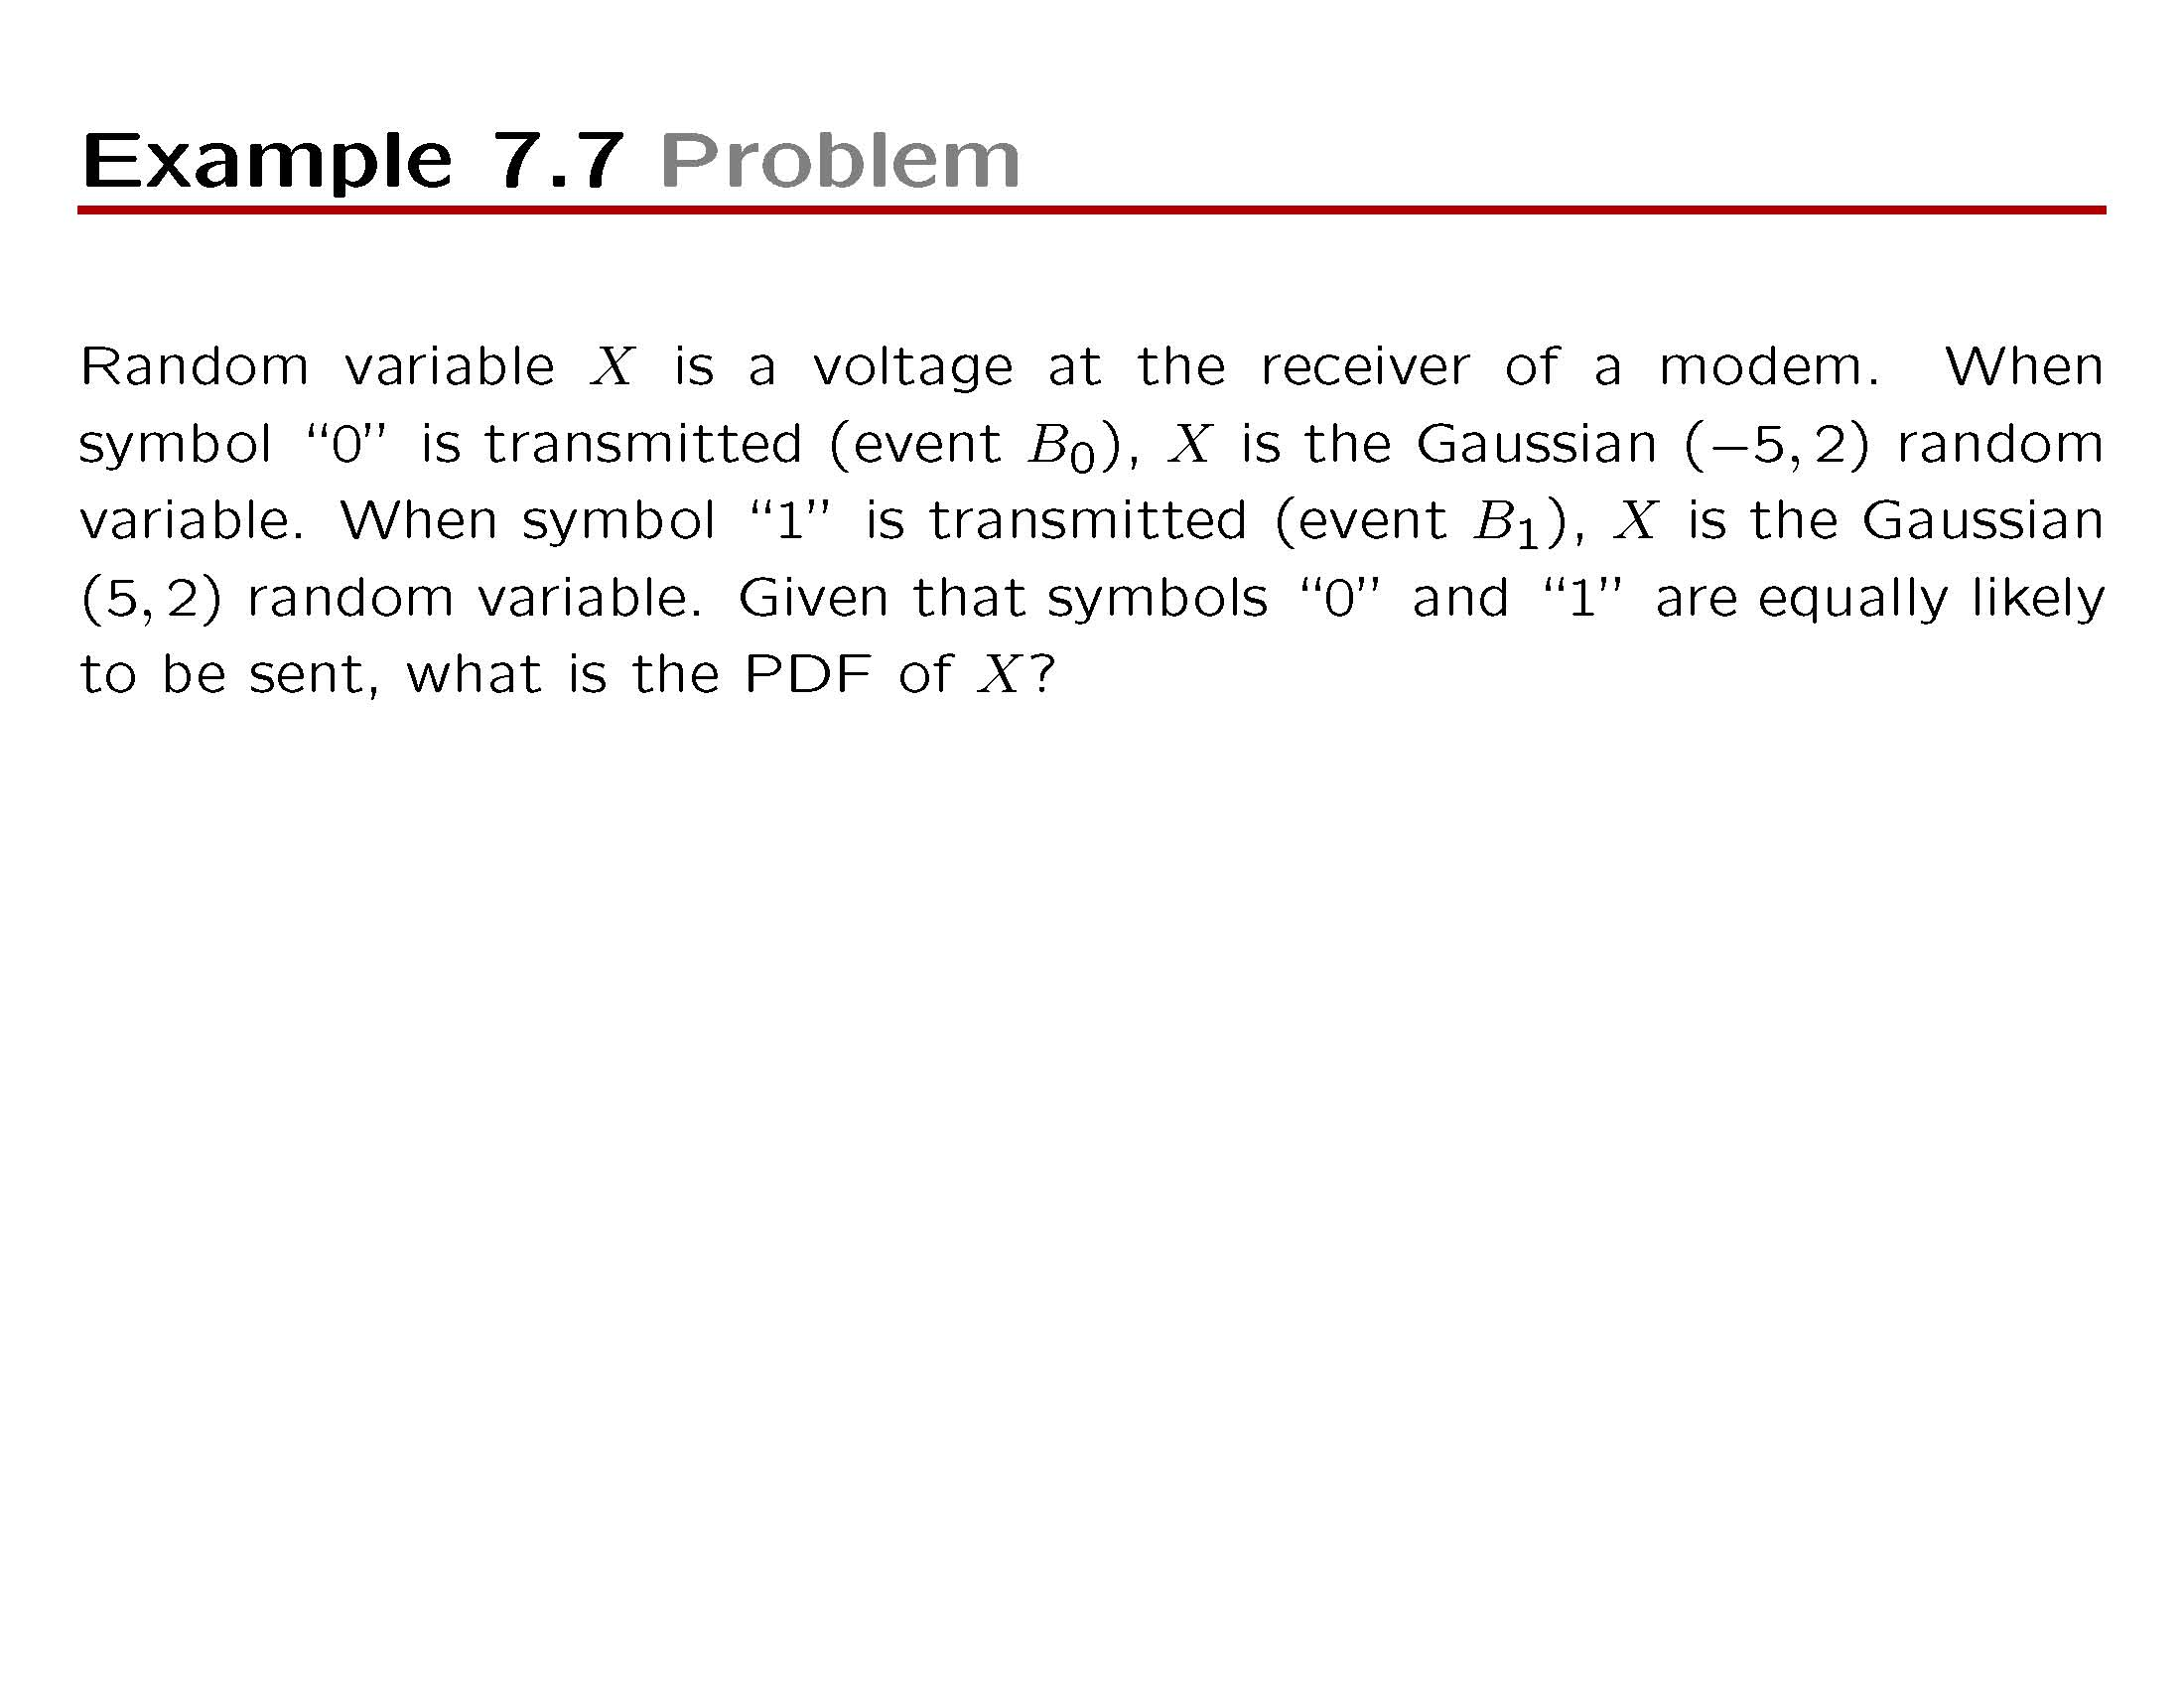 Example 7.7 Problem
Random variable X is a voltage at the receiver of a modem. When
symbol “0” is transmitted (event B₀), X is the Gaussian (−5, 2) random
variable. When symbol “1” is transmitted (event B₁), X is the Gaussian
(5, 2) random variable. Given that symbols “0” and “1” are equally likely
to be sent, what is the PDF of X?